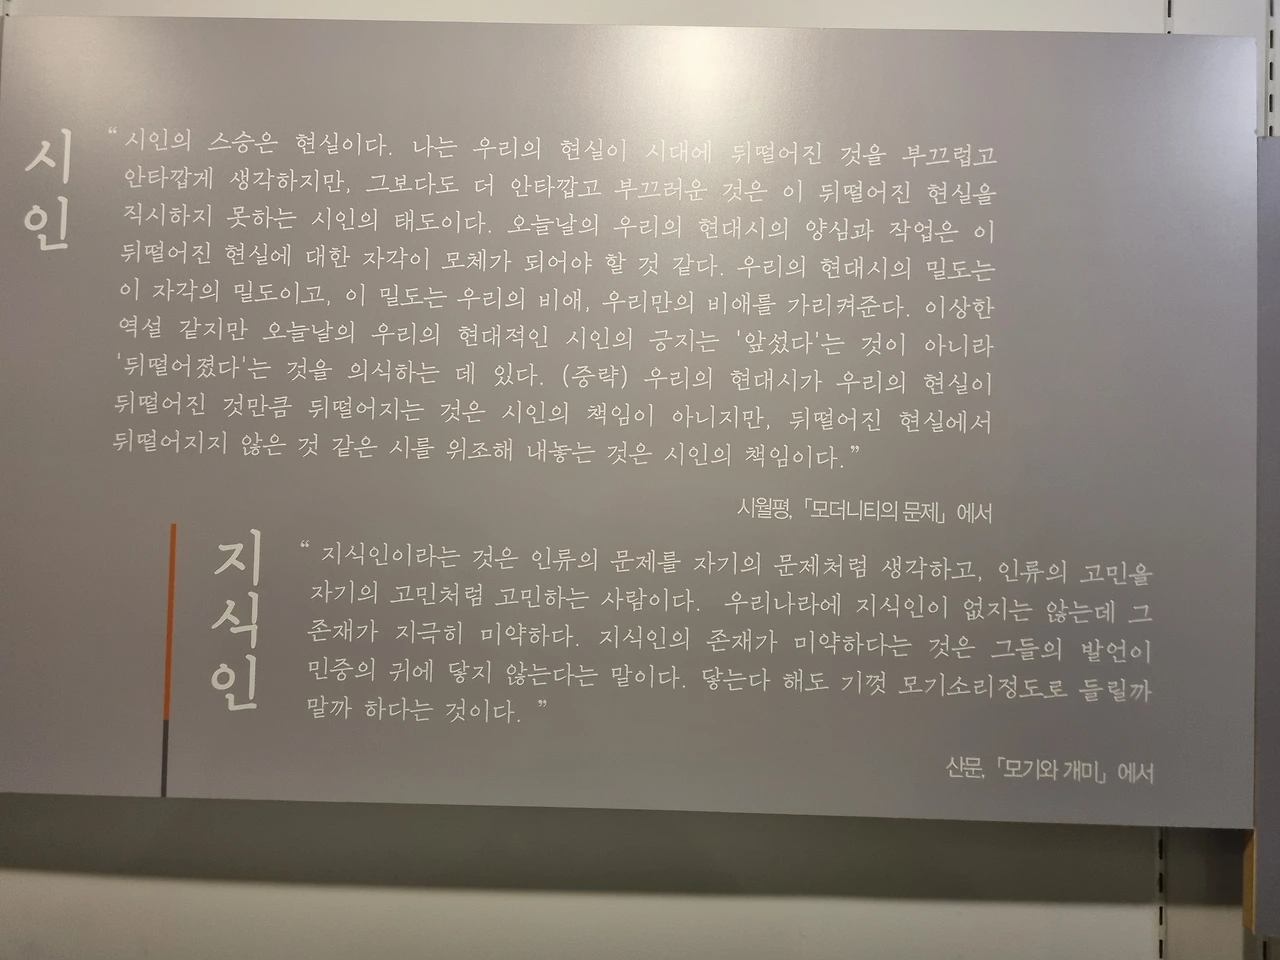 시인
“시인의 스승은 현실이다. 나는 우리의 현실이 시대에 뒤떨어진 것을 부끄럽고
안타깝게 생각하지만, 그보다도 더 안타깝고 부끄러운 것은 이 뒤떨어진 현실을
직시하지 못하는 시인의 태도이다. 오늘날의 우리의 현대시의 양심과 작업은 이
뒤떨어진 현실에 대한 자각이 모체가 되어야 할 것 같다. 우리의 현대시의 밀도는
이 자각의 밀도이고, 이 밀도는 우리의 비애, 우리만의 비애를 가리켜준다. 이상한
역설 같지만 오늘날의 우리의 현대적인 시인의 긍지는 '앞섰다'는 것이 아니라
'뒤떨어졌다'는 것을 의식하는 데 있다. (중략) 우리의 현대시가 우리의 현실이
뒤떨어진 것만큼 뒤떨어지는 것은 시인의 책임이 아니지만, 뒤떨어진 현실에서
뒤떨어지지 않은 것 같은 시를 위조해 내놓는 것은 시인의 책임이다.”
시월평, 「모더니티의 문제」에서
지식인
“ 지식인이라는 것은 인류의 문제를 자기의 문제처럼 생각하고, 인류의 고민을
자기의 고민처럼 고민하는 사람이다. 우리나라에 지식인이 없지는 않는데 그
존재가 지극히 미약하다. 지식인의 존재가 미약하다는 것은 그들의 발언이
민중의 귀에 닿지 않는다는 말이다. 닿는다 해도 기껏 모기소리정도로 들릴까
말까 하다는 것이다. ”
산문, 「모기와 개미」에서